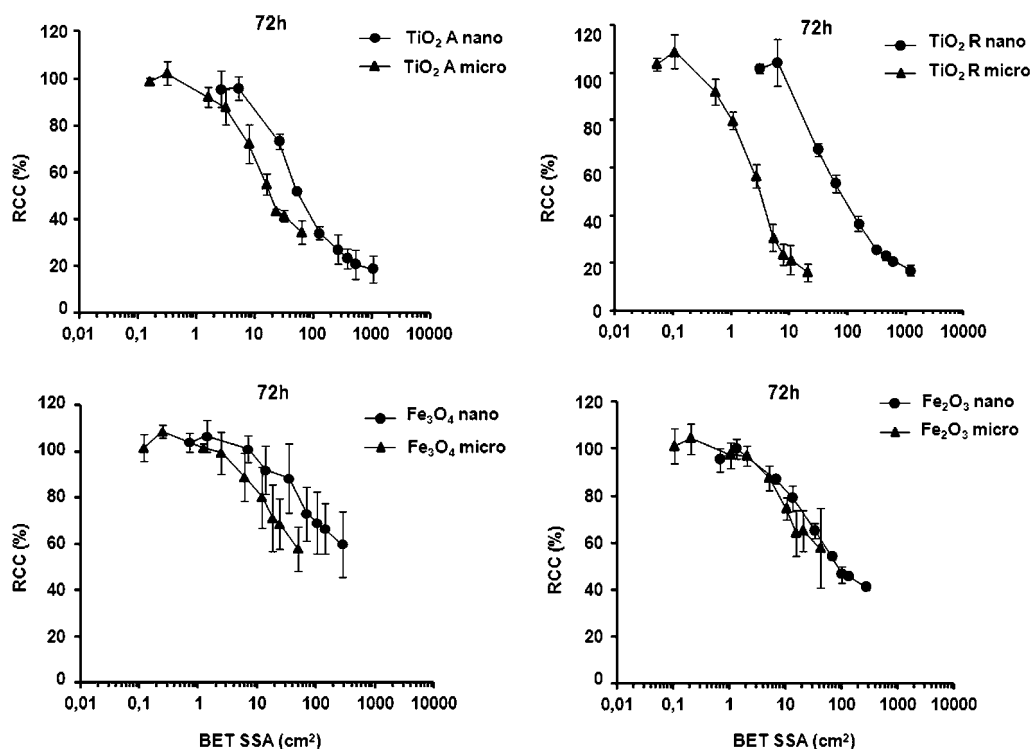 72h
TiO2 A nano
TiO2 A micro
RCC (%)
120
100
80
60
40
20
0
0,01 0,1 1 10 100 1000 10000
72h
TiO2 R nano
TiO2 R micro
RCC (%)
120
100
80
60
40
20
0
0,01 0,1 1 10 100 1000 10000
72h
Fe3O4 nano
Fe3O4 micro
RCC (%)
120
100
80
60
40
20
0
0,01 0,1 1 10 100 1000 10000
BET SSA (cm²)
72h
Fe2O3 nano
Fe2O3 micro
RCC (%)
120
100
80
60
40
20
0
0,01 0,1 1 10 100 1000 10000
BET SSA (cm²)